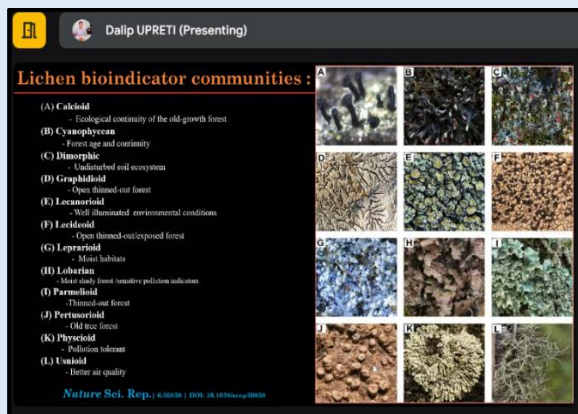 Dalip UPRETI (Presenting)
Lichen bioindicator communities :
(A) Calcioid
- Ecological continuity of the old-growth forest
(B) Cyanophycean
- Forest age and continuity
(C) Dimorphic
- Undisturbed soil ecosystem
(D) Graphidioid
- Open thinned-out forest
(E) Lecanorioid
- Well illuminated environmental conditions
(F) Lecideoid
- Open thinned-out/exposed forest
(G) Leprarioid
- Moist habitats
(H) Lobarian
- Moist shady forest /sensitive pollution indicators
(I) Parmelioid
-Thinned-out forest
(J) Pertusorioid
- Old tree forest
(K) Physcioid
- Pollution tolerant
(L) Usnioid
- Better air quality
Nature Sci. Rep. | DOI:
A B C
D E F
G H I
J K L